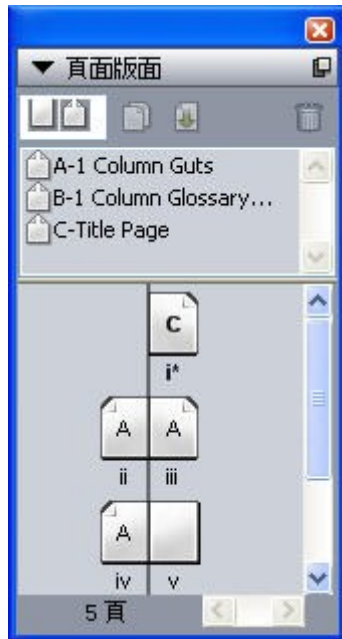 頁面版面
A-1 Column Guts
B-1 Column Glossary...
C-Title Page
C
i*
A A
ii iii
A
iv v
5 頁